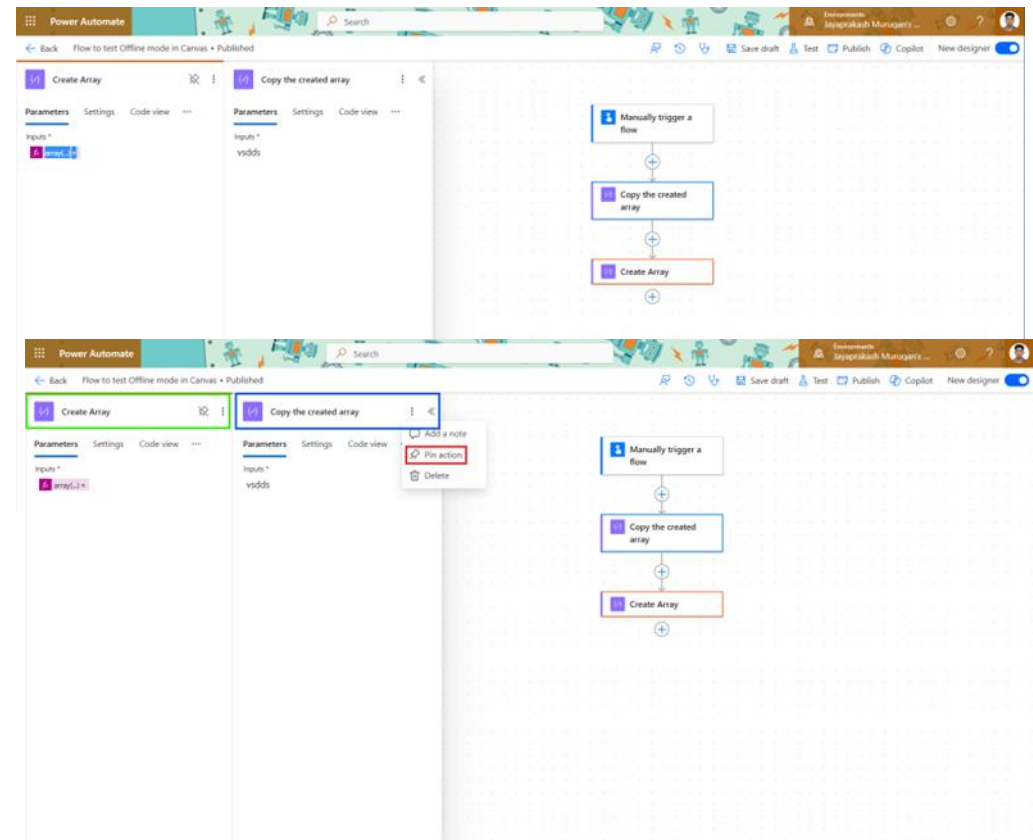 Power Automate
Search
Environments
Jayaprakash Murugan's ...
?
Back Flow to test Offline mode in Canvas • Published
Save draft Test Publish Copilot New designer
Create Array
Copy the created array
Parameters Settings Code view ...
Parameters Settings Code view ...
Inputs *
Inputs *
fx array(...) ×
vsdds
Manually trigger a
flow
Copy the created
array
Create Array
Power Automate
Search
Environments
Jayaprakash Murugan's ...
?
Back Flow to test Offline mode in Canvas • Published
Save draft Test Publish Copilot New designer
Create Array
Copy the created array
Parameters Settings Code view ...
Parameters Settings Code view
Add a note
Pin action
Delete
Inputs *
Inputs *
fx array(...) ×
vsdds
Manually trigger a
flow
Copy the created
array
Create Array